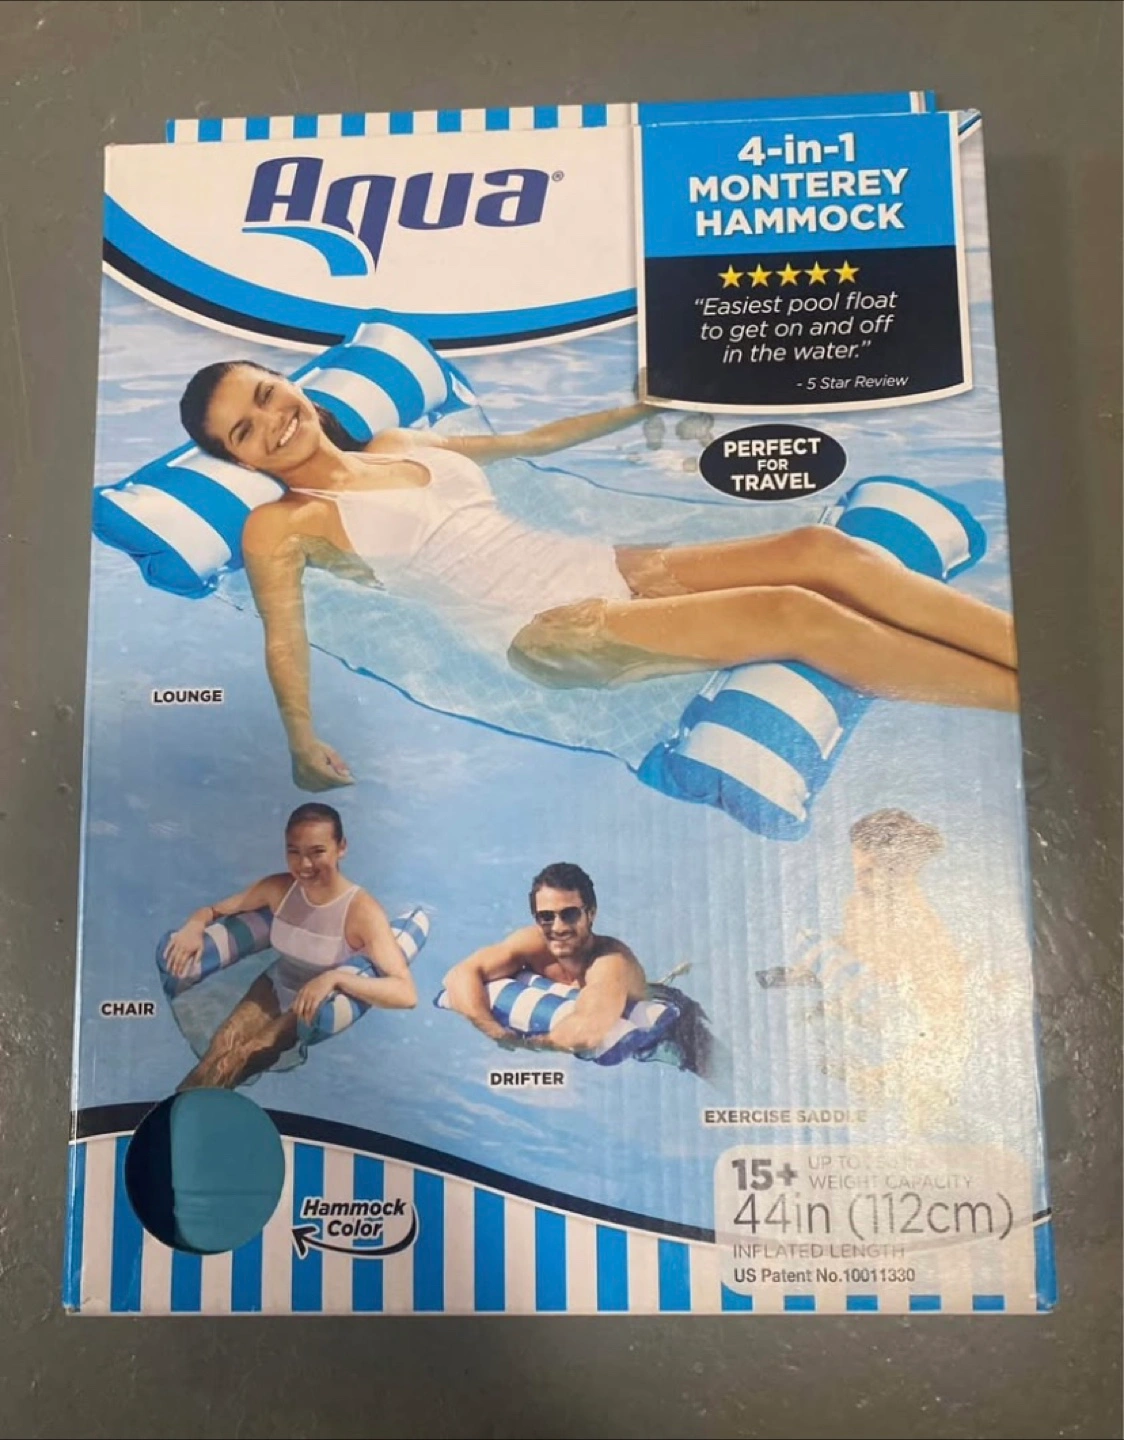 Aqua®
4-in-1
MONTEREY
HAMMOCK
"Easiest pool float
to get on and off
in the water."
- 5 Star Review
PERFECT
FOR
TRAVEL
LOUNGE
CHAIR
DRIFTER
EXERCISE SADDLE
Hammock
Color
15+
UP TO
WEIGHT CAPACITY
44in (112cm)
INFLATED LENGTH
US Patent No.10011330